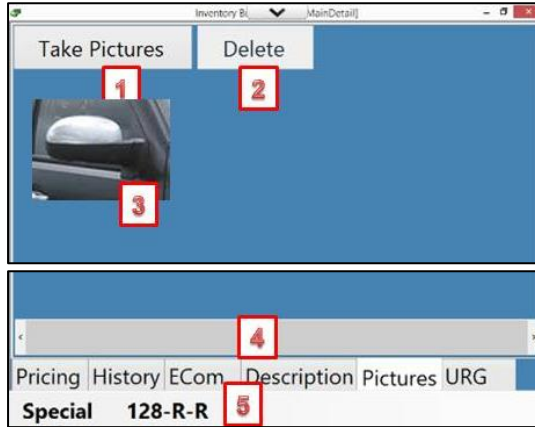 Inventory B MainDetail]
Take Pictures Delete
1 2
3
4
Pricing History ECom Description Pictures URG
Special 128-R-R 5